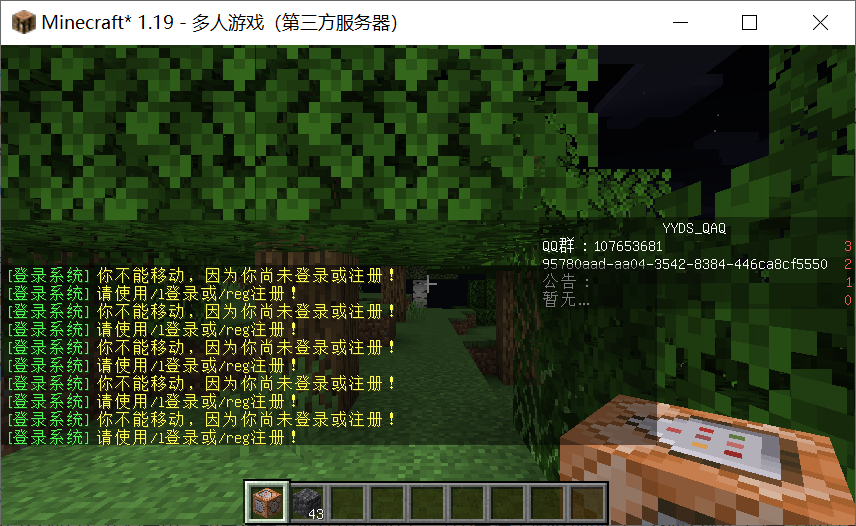 Minecraft* 1.19 - 多人游戏（第三方服务器）
YYDS_QAQ
QQ群：107653681 3
95780aad-aa04-3542-8384-446ca8cf5550 2
公告： 1
暂无... 0
[登录系统] 你不能移动，因为你尚未登录或注册！
[登录系统] 请使用/l登录或/reg注册！
[登录系统] 你不能移动，因为你尚未登录或注册！
[登录系统] 请使用/l登录或/reg注册！
[登录系统] 你不能移动，因为你尚未登录或注册！
[登录系统] 请使用/l登录或/reg注册！
[登录系统] 你不能移动，因为你尚未登录或注册！
[登录系统] 请使用/l登录或/reg注册！
[登录系统] 你不能移动，因为你尚未登录或注册！
[登录系统] 请使用/l登录或/reg注册！
43